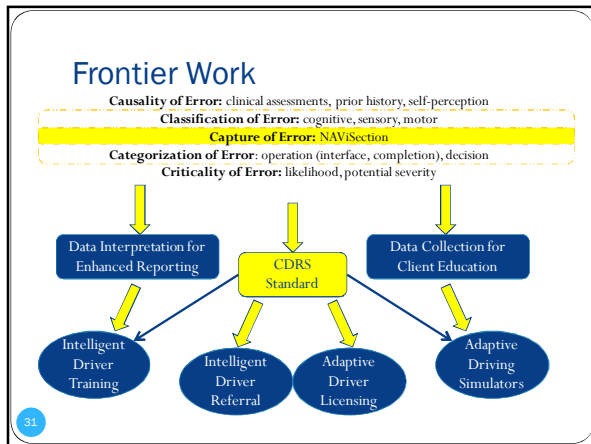 Frontier Work
Causality of Error: clinical assessments, prior history, self-perception
Classification of Error: cognitive, sensory, motor
Capture of Error: NAViSection
Categorization of Error: operation (interface, completion), decision
Criticality of Error: likelihood, potential severity
Data Interpretation for
Enhanced Reporting
CDRS
Standard
Data Collection for
Client Education
Intelligent
Driver
Training
Intelligent
Driver
Referral
Adaptive
Driver
Licensing
Adaptive
Driving
Simulators
31